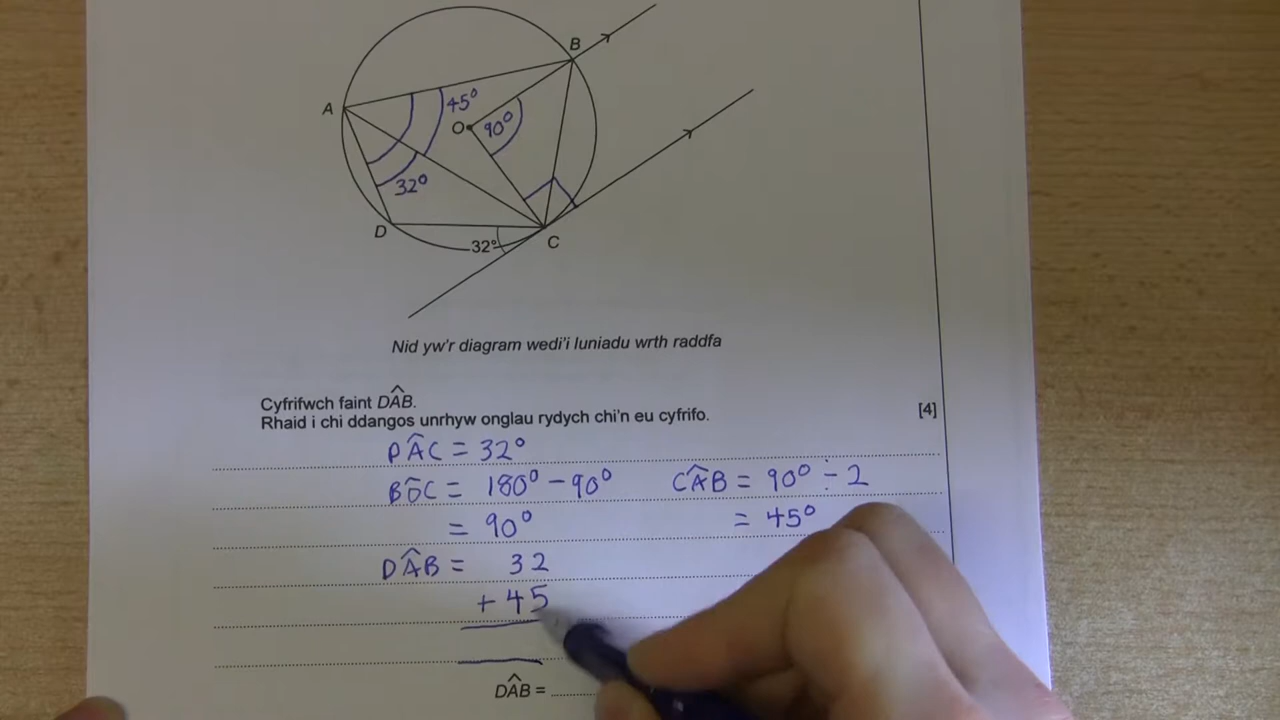 B
A
45°
O
90°
32°
D
32°
C
Nid yw'r diagram wedi'i luniadu wrth raddfa
Cyfrifwch faint DÂB.
Rhaid i chi ddangos unrhyw onglau rydych chi'n eu cyfrifo.
[4]
DÂC = 32°
BÔC = 180° - 90°
= 90°
CÂB = 90° ÷ 2
= 45°
DÂB = 32
+ 45
DÂB = ..........